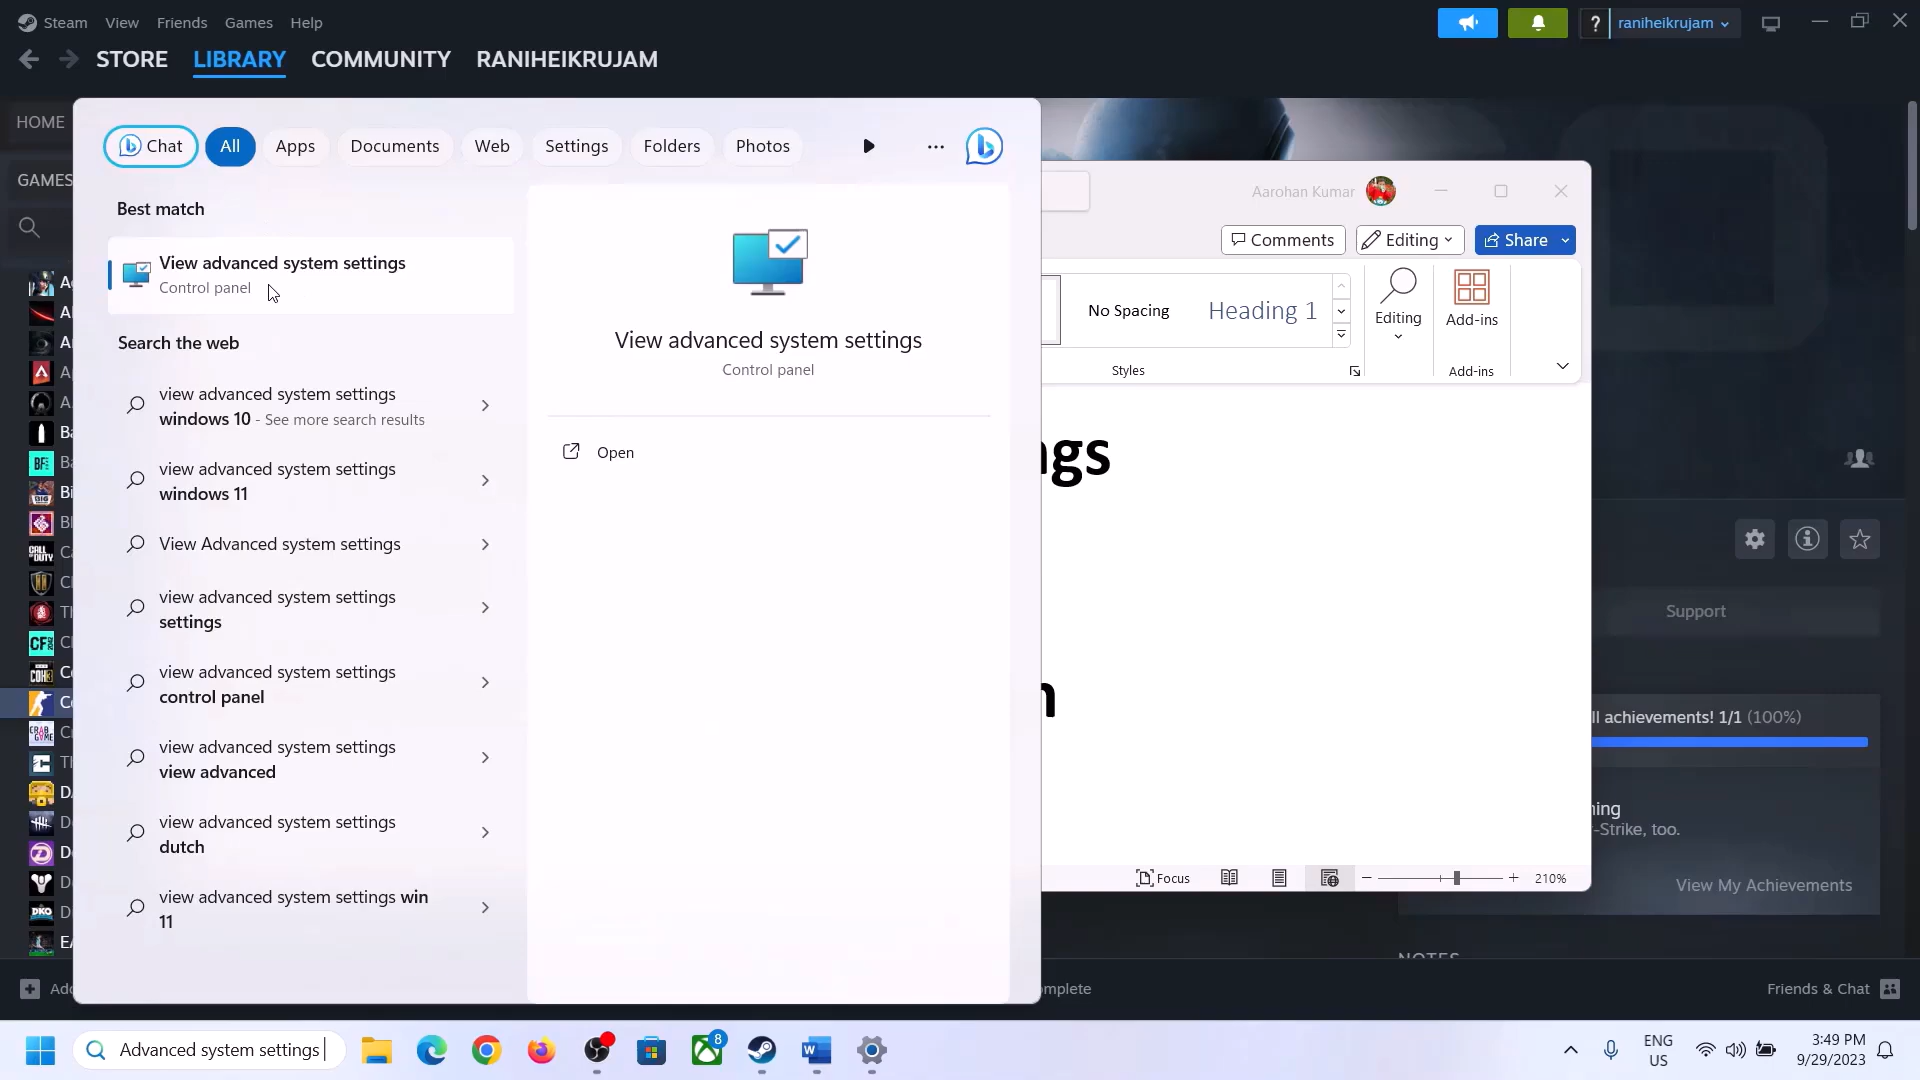 Steam View Friends Games Help
raniheikrujam
STORE LIBRARY COMMUNITY RANIHEIKRUJAM
HOME
GAMES
Chat All Apps Documents Web Settings Folders Photos
Best match
View advanced system settings
Control panel
Search the web
view advanced system settings
windows 10 - See more search results
view advanced system settings
windows 11
View Advanced system settings
view advanced system settings
settings
view advanced system settings
control panel
view advanced system settings
view advanced
view advanced system settings
dutch
view advanced system settings win
11
View advanced system settings
Control panel
Open
Aarohan Kumar
Comments Editing Share
No Spacing Heading 1
Editing
Add-ins
Styles
Add-ins
ngs
Focus 210%
Support
ll achievements! 1/1 (100%)
-Strike, too.
View My Achievements
NOTES
Friends & Chat
Advanced system settings
8
ENG
US
3:49 PM
9/29/2023